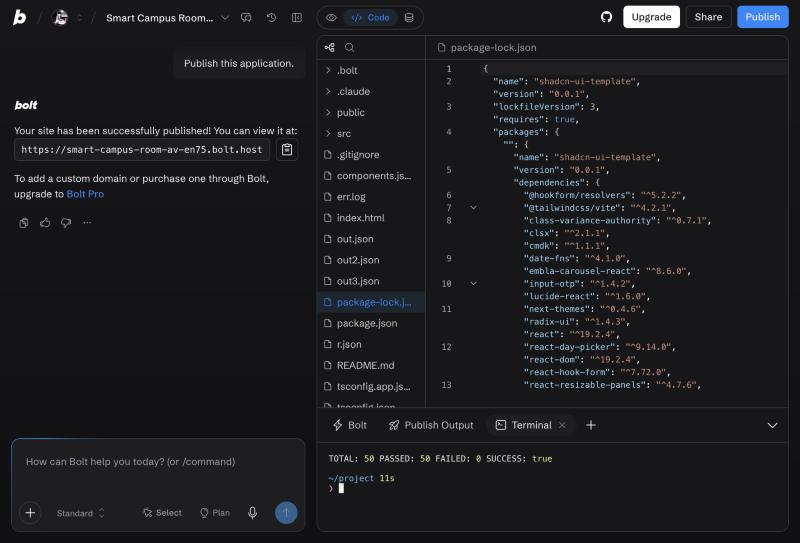 b / / Smart Campus Room...
Code
Upgrade
Share
Publish
Publish this application.
bolt
Your site has been successfully published! You can view it at:
https://smart-campus-room-av-en75.bolt.host
To add a custom domain or purchase one through Bolt,
upgrade to Bolt Pro
How can Bolt help you today? (or /command)
Standard
Select
Plan
.bolt
.claude
public
src
.gitignore
components.js...
err.log
index.html
out.json
out2.json
out3.json
package-lock.j...
package.json
r.json
README.md
tsconfig.app.js...
tsconfig.json
package-lock.json
1 {
2 "name": "shadcn-ui-template",
"version": "0.0.1",
3 "lockfileVersion": 3,
"requires": true,
4 "packages": {
"": {
"name": "shadcn-ui-template",
5 "version": "0.0.1",
"dependencies": {
6 "@hookform/resolvers": "^5.2.2",
7 "@tailwindcss/vite": "^4.2.1",
8 "class-variance-authority": "^0.7.1",
"clsx": "^2.1.1",
"cmdk": "^1.1.1",
9 "date-fns": "^4.1.0",
"embla-carousel-react": "^8.6.0",
10 "input-otp": "^1.4.2",
"lucide-react": "^1.6.0",
11 "next-themes": "^0.4.6",
"radix-ui": "^1.4.3",
"react": "^19.2.4",
12 "react-day-picker": "^9.14.0",
"react-dom": "^19.2.4",
"react-hook-form": "^7.72.0",
13 "react-resizable-panels": "^4.7.6",
Bolt
Publish Output
Terminal
TOTAL: 50 PASSED: 50 FAILED: 0 SUCCESS: true
~/project 11s
❯